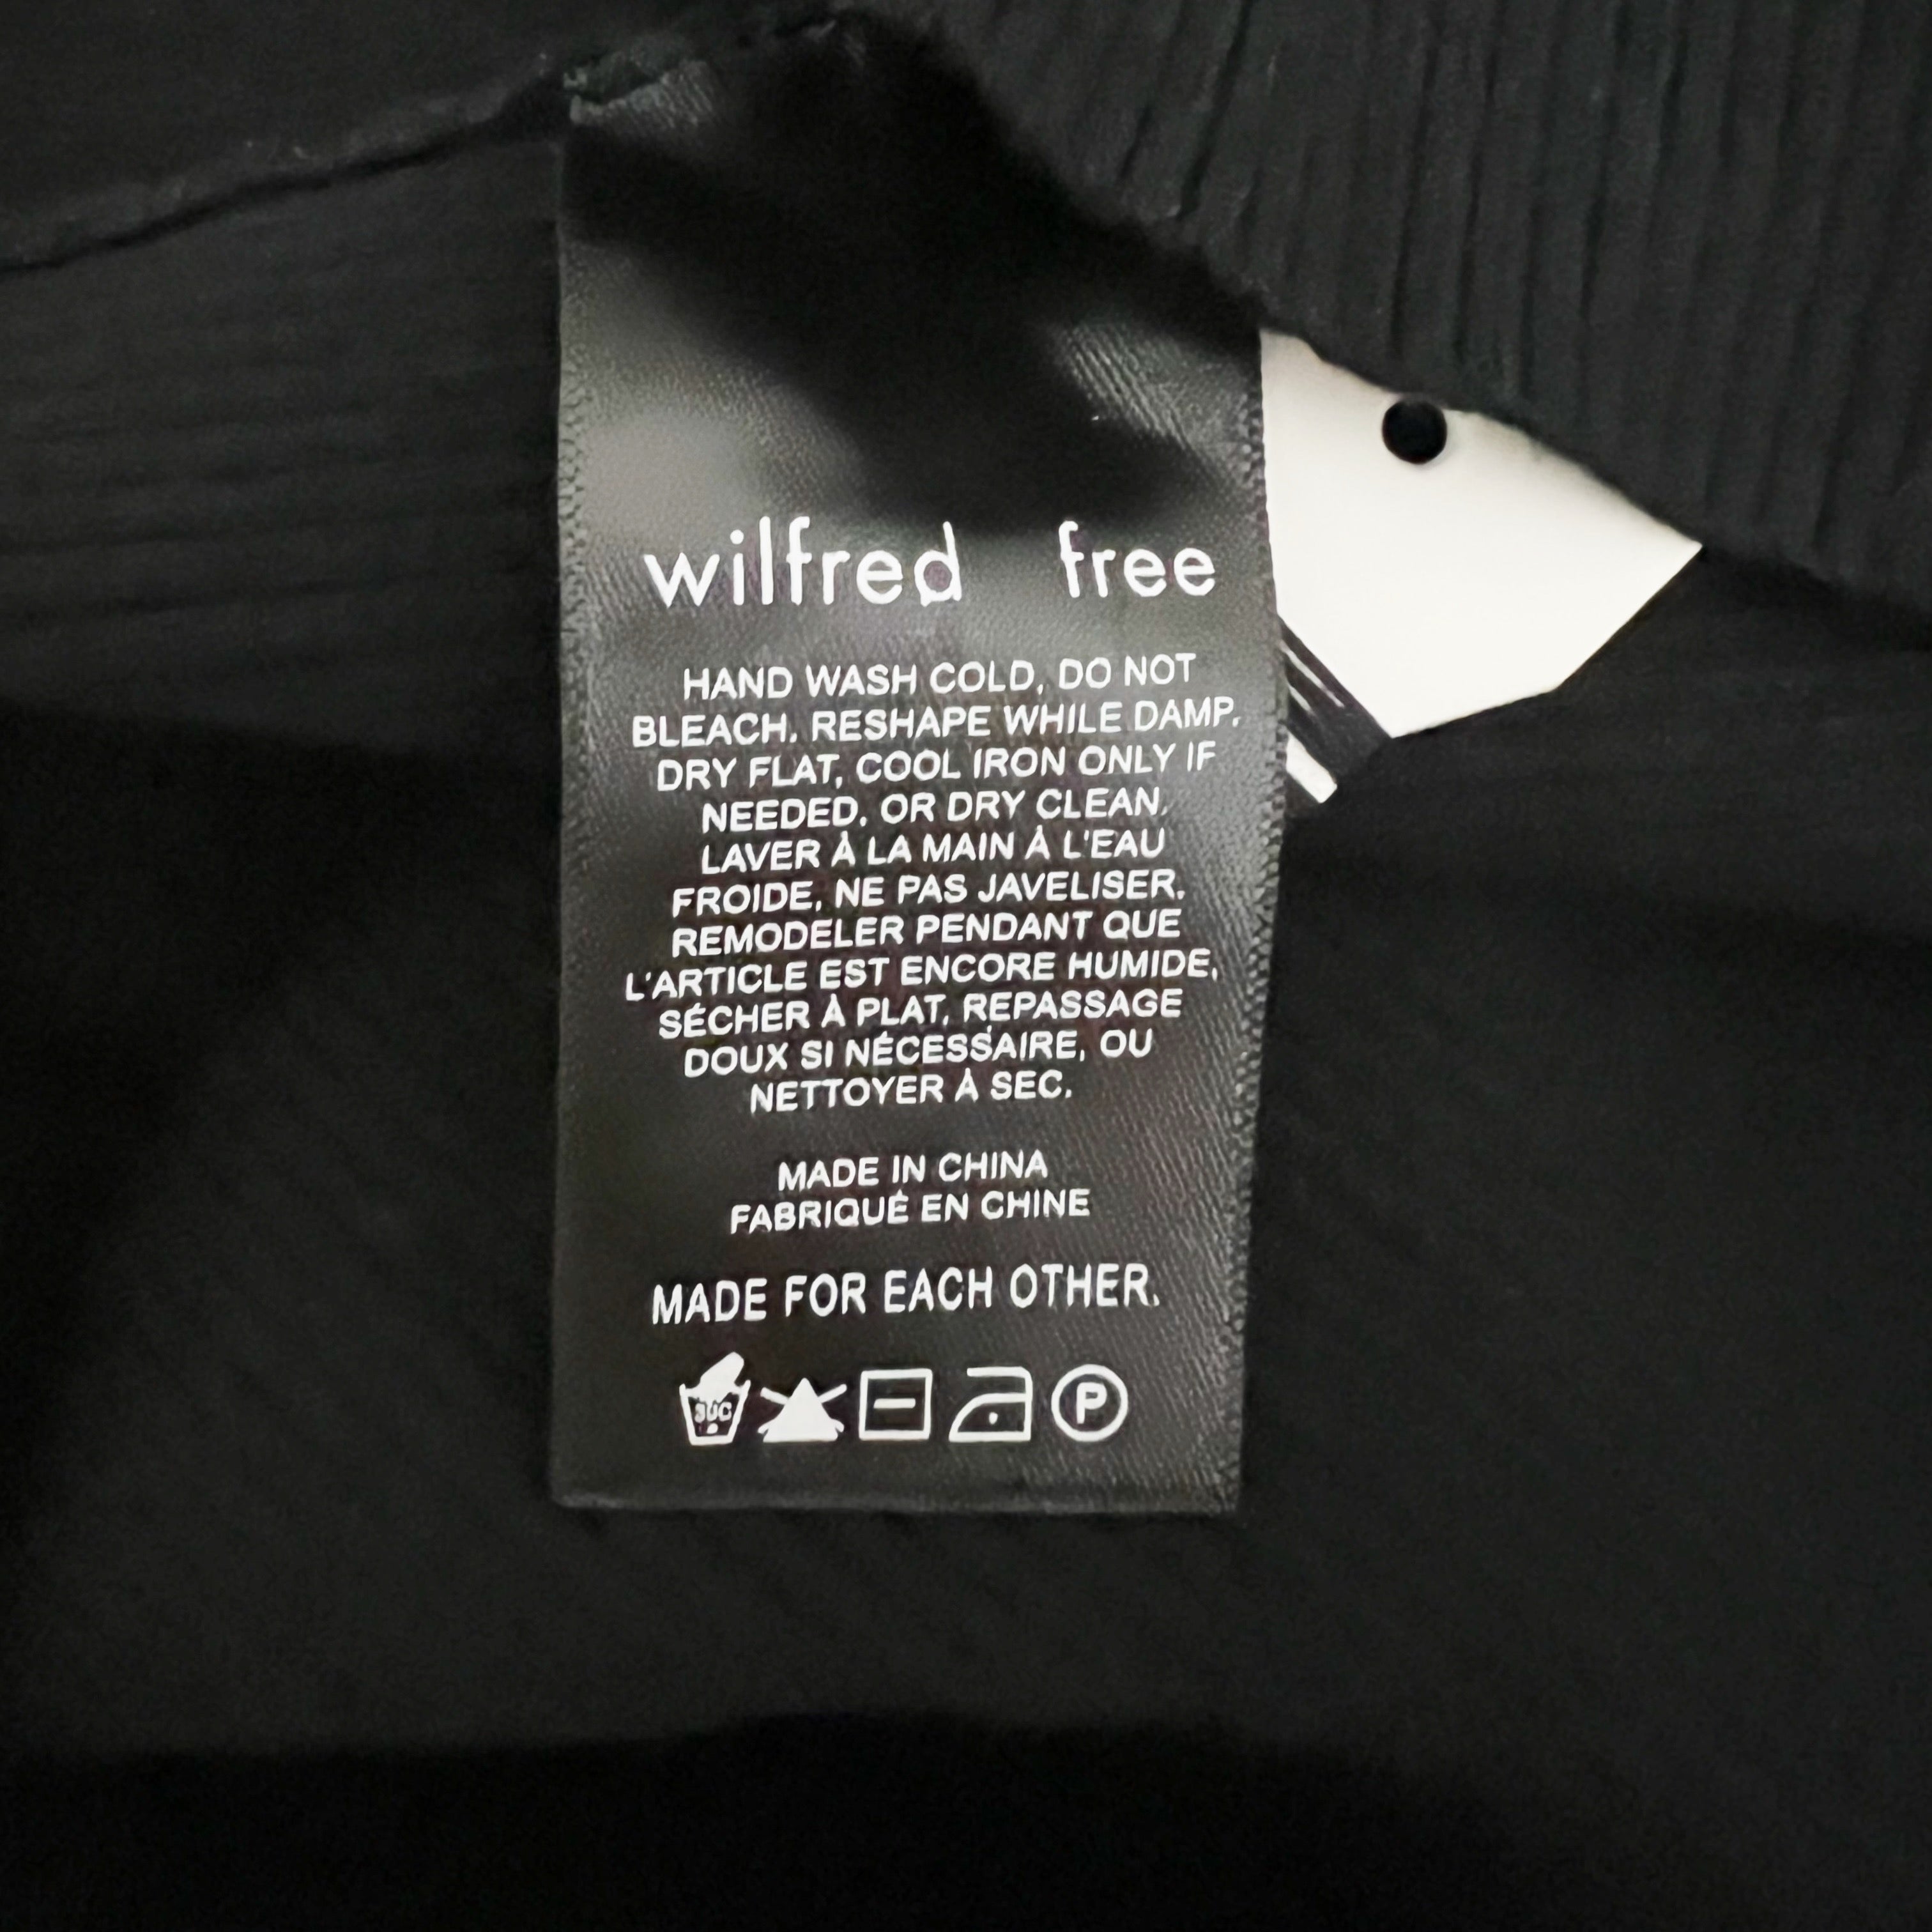 wilfred free
HAND WASH COLD, DO NOT
BLEACH, RESHAPE WHILE DAMP,
DRY FLAT, COOL IRON ONLY IF
NEEDED, OR DRY CLEAN.
LAVER À LA MAIN À L'EAU
FROIDE, NE PAS JAVELISER,
REMODELER PENDANT QUE
L'ARTICLE EST ENCORE HUMIDE,
SÉCHER À PLAT, REPASSAGE
DOUX SI NÉCESSAIRE, OU
NETTOYER À SEC.
MADE IN CHINA
FABRIQUÉ EN CHINE
MADE FOR EACH OTHER.
30C P